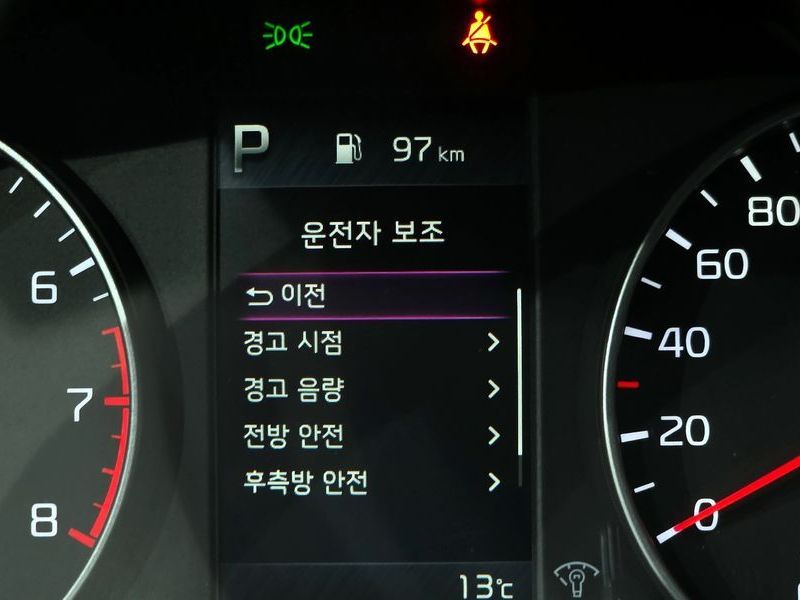 P 97 km
운전자 보조
이전
경고 시점
경고 음량
전방 안전
후측방 안전
13℃
6
7
8
80
60
40
20
0